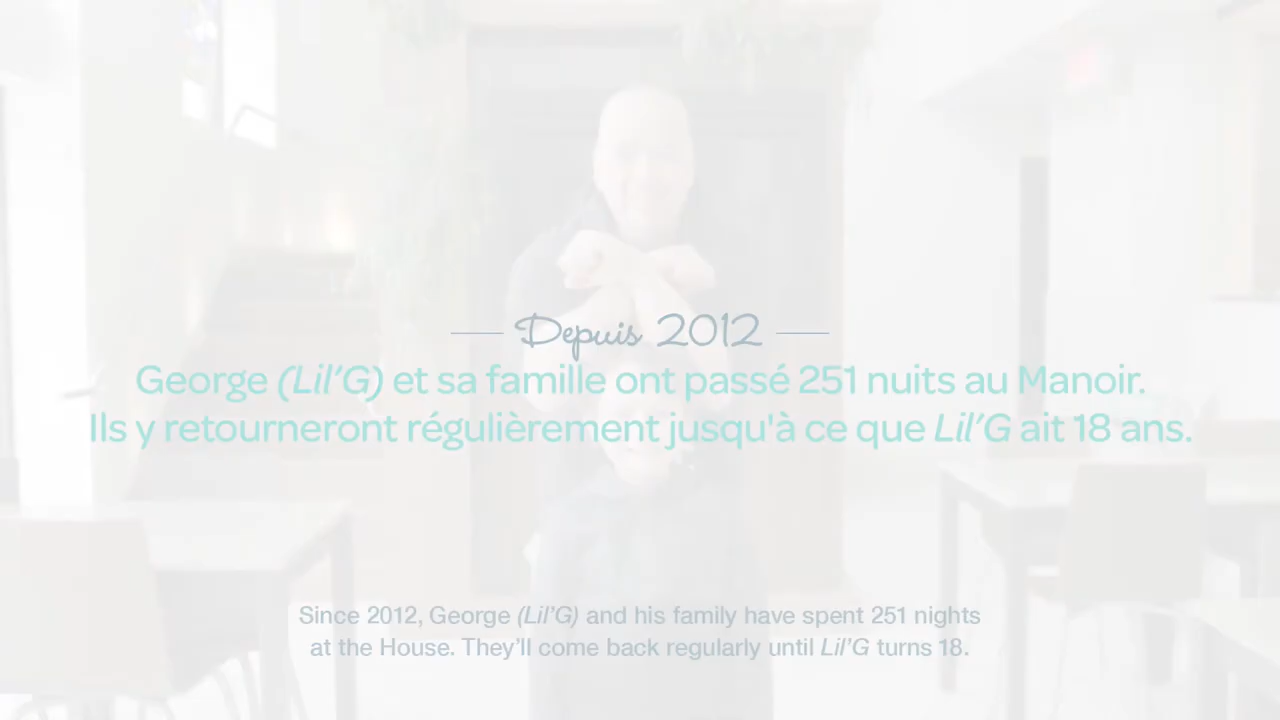 Depuis 2012
George (Lil’G) et sa famille ont passé 251 nuits au Manoir.
Ils y retourneront régulièrement jusqu'à ce que Lil’G ait 18 ans.
Since 2012, George (Lil’G) and his family have spent 251 nights
at the House. They’ll come back regularly until Lil’G turns 18.